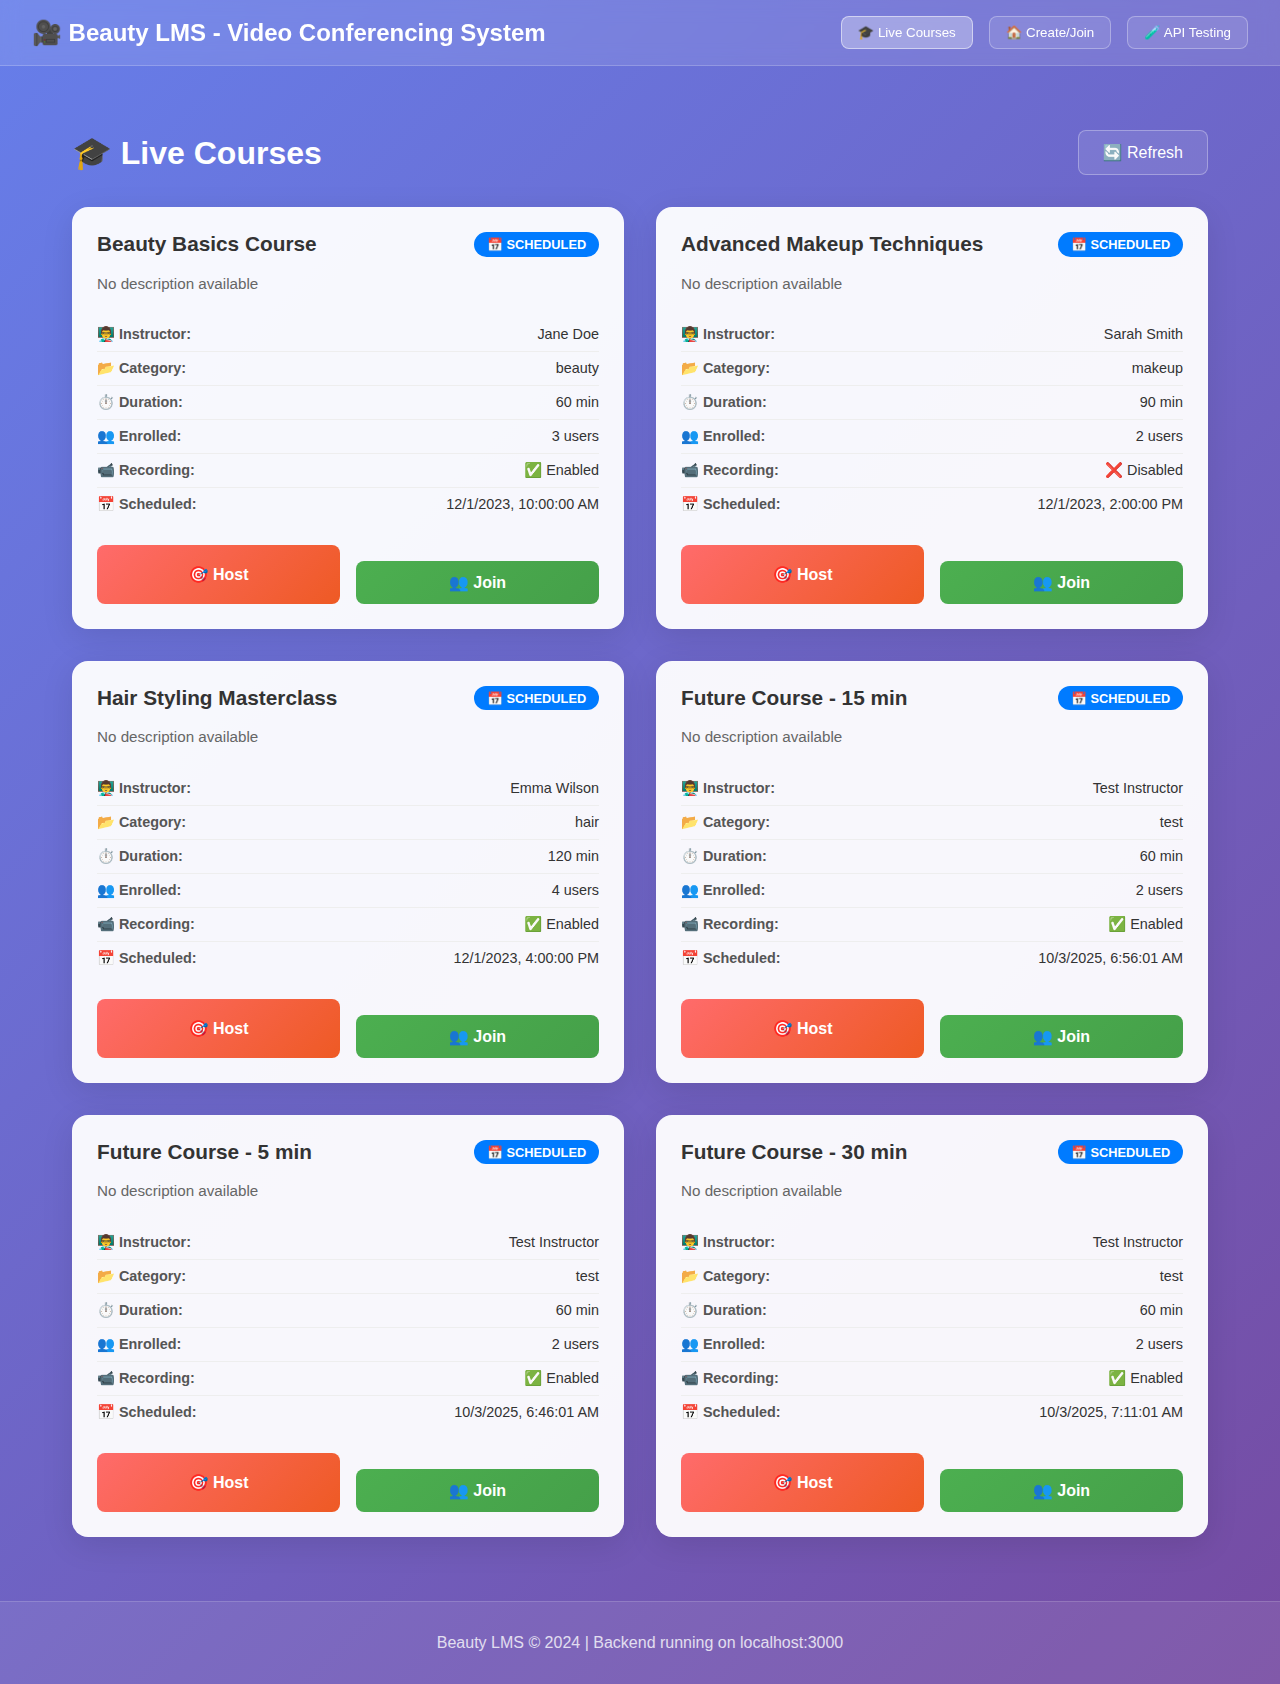 🎥 Beauty LMS - Video Conferencing System
🎓 Live Courses
🏠 Create/Join
🧪 API Testing
🎓 Live Courses
🔄 Refresh
Beauty Basics Course
📅 SCHEDULED
No description available
👨‍🏫 Instructor: Jane Doe
📂 Category: beauty
⏱️ Duration: 60 min
👥 Enrolled: 3 users
📹 Recording: ✅ Enabled
📅 Scheduled: 12/1/2023, 10:00:00 AM
🎯 Host
👥 Join
Advanced Makeup Techniques
📅 SCHEDULED
No description available
👨‍🏫 Instructor: Sarah Smith
📂 Category: makeup
⏱️ Duration: 90 min
👥 Enrolled: 2 users
📹 Recording: ❌ Disabled
📅 Scheduled: 12/1/2023, 2:00:00 PM
🎯 Host
👥 Join
Hair Styling Masterclass
📅 SCHEDULED
No description available
👨‍🏫 Instructor: Emma Wilson
📂 Category: hair
⏱️ Duration: 120 min
👥 Enrolled: 4 users
📹 Recording: ✅ Enabled
📅 Scheduled: 12/1/2023, 4:00:00 PM
🎯 Host
👥 Join
Future Course - 15 min
📅 SCHEDULED
No description available
👨‍🏫 Instructor: Test Instructor
📂 Category: test
⏱️ Duration: 60 min
👥 Enrolled: 2 users
📹 Recording: ✅ Enabled
📅 Scheduled: 10/3/2025, 6:56:01 AM
🎯 Host
👥 Join
Future Course - 5 min
📅 SCHEDULED
No description available
👨‍🏫 Instructor: Test Instructor
📂 Category: test
⏱️ Duration: 60 min
👥 Enrolled: 2 users
📹 Recording: ✅ Enabled
📅 Scheduled: 10/3/2025, 6:46:01 AM
🎯 Host
👥 Join
Future Course - 30 min
📅 SCHEDULED
No description available
👨‍🏫 Instructor: Test Instructor
📂 Category: test
⏱️ Duration: 60 min
👥 Enrolled: 2 users
📹 Recording: ✅ Enabled
📅 Scheduled: 10/3/2025, 7:11:01 AM
🎯 Host
👥 Join
Beauty LMS © 2024 | Backend running on localhost:3000